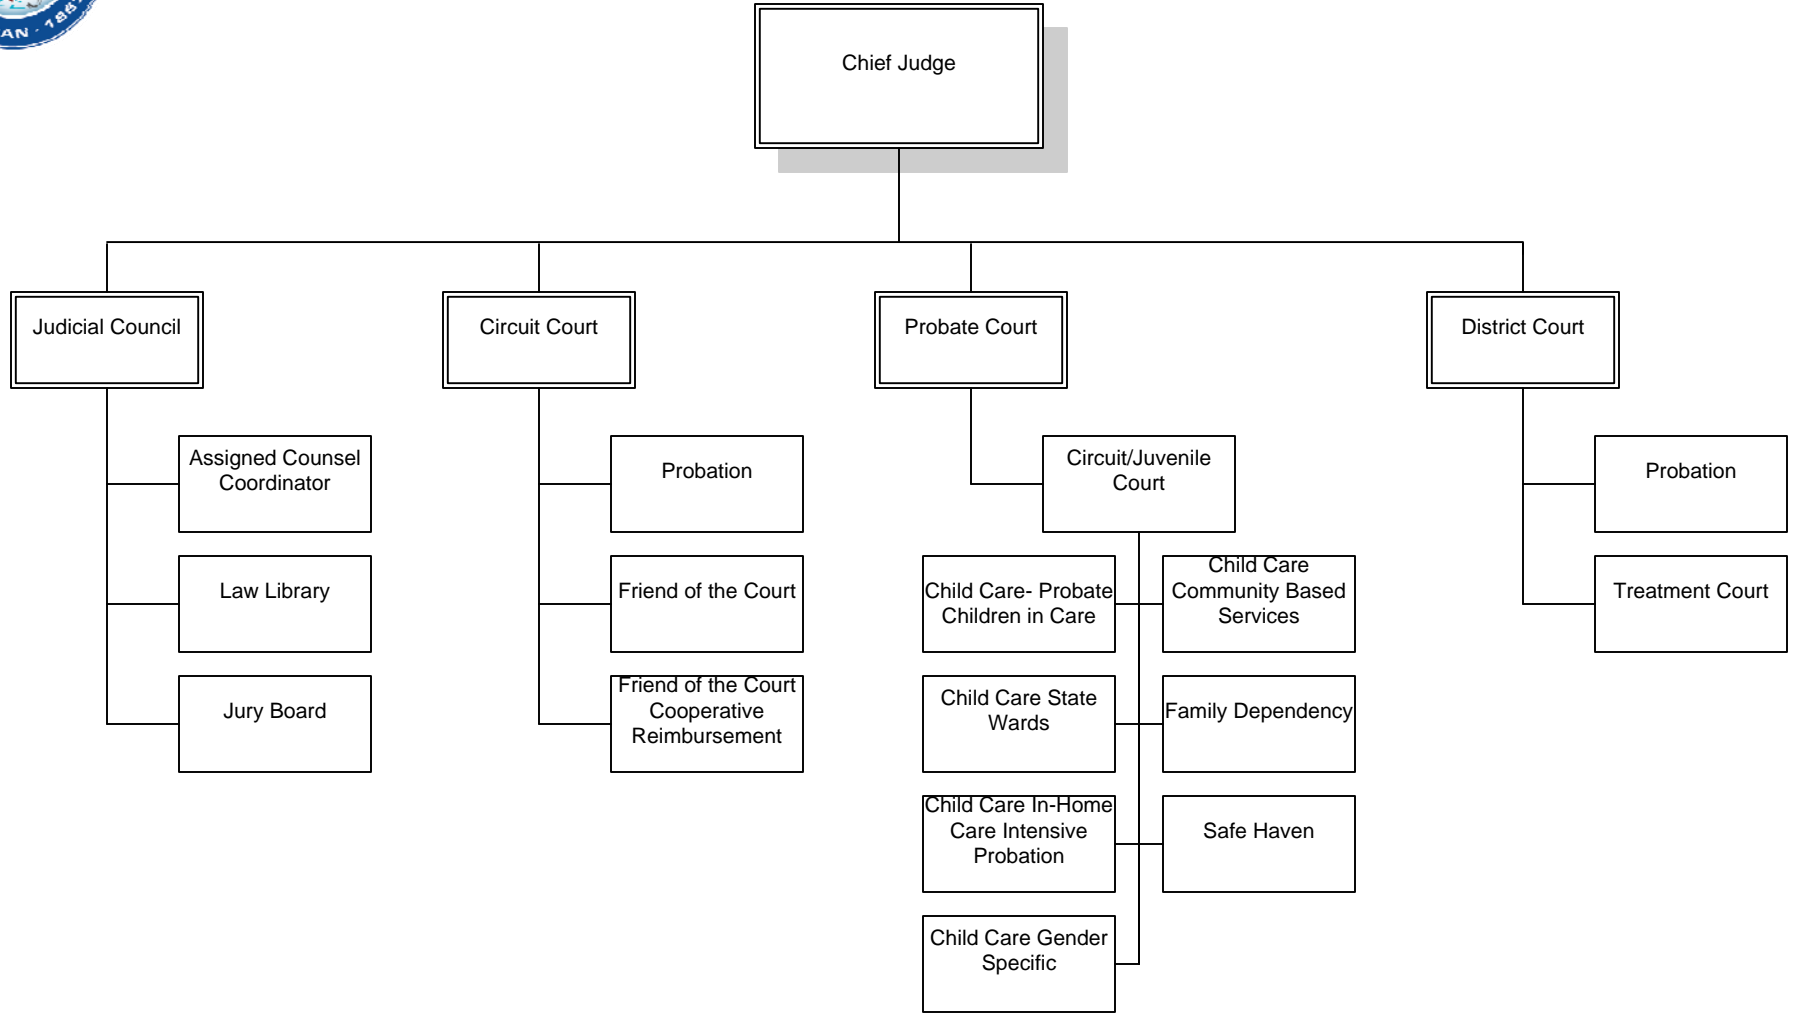 AN · 186
Chief Judge
Judicial Council
Circuit Court
Probate Court
District Court
Assigned Counsel
Coordinator
Law Library
Jury Board
Probation
Friend of the Court
Friend of the Court
Cooperative
Reimbursement
Circuit/Juvenile
Court
Child Care- Probate
Children in Care
Child Care
Community Based
Services
Child Care State
Wards
Family Dependency
Child Care In-Home
Care Intensive
Probation
Safe Haven
Child Care Gender
Specific
Probation
Treatment Court